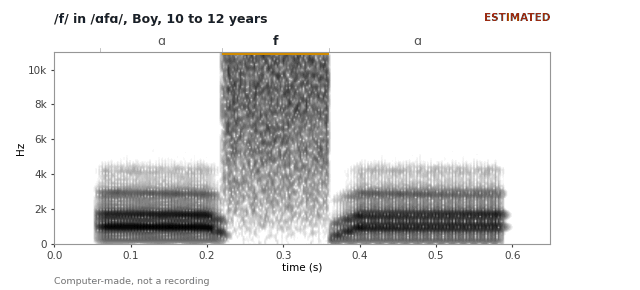 /f/ in /ɑfɑ/, Boy, 10 to 12 years
ESTIMATED
ɑ f ɑ
10k
8k
6k
4k
2k
0
Hz
0.0 0.1 0.2 0.3 0.4 0.5 0.6
time (s)
Computer-made, not a recording